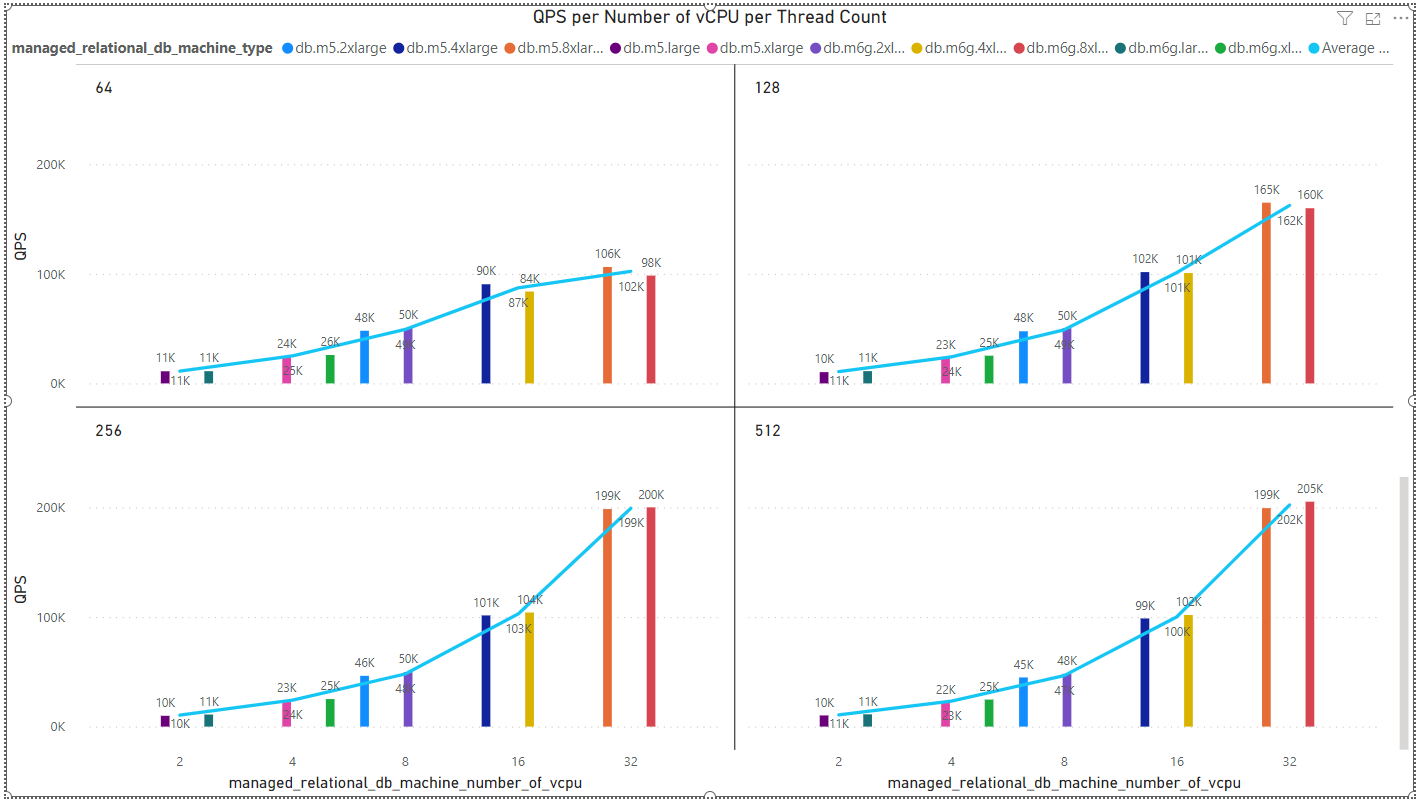 QPS per Number of vCPU per Thread Count
managed_relational_db_machine_type db.m5.2xlarge db.m5.4xlarge db.m5.8xlar... db.m5.large db.m5.xlarge db.m6g.2xl... db.m6g.4xl... db.m6g.8xl... db.m6g.lar... db.m6g.xl... Average ...
64
200K
100K
0K
QPS
11K 11K 11K 24K 25K 26K 48K 50K 49K 90K 84K 87K 106K 98K 102K
128
10K 11K 11K 23K 24K 25K 48K 50K 49K 102K 101K 101K 165K 160K 162K
256
200K
100K
0K
QPS
10K 11K 10K 23K 24K 25K 46K 50K 48K 101K 104K 103K 199K 200K 199K
512
10K 11K 11K 22K 23K 25K 45K 48K 47K 99K 102K 100K 199K 205K 202K
2 4 8 16 32
managed_relational_db_machine_number_of_vcpu
2 4 8 16 32
managed_relational_db_machine_number_of_vcpu